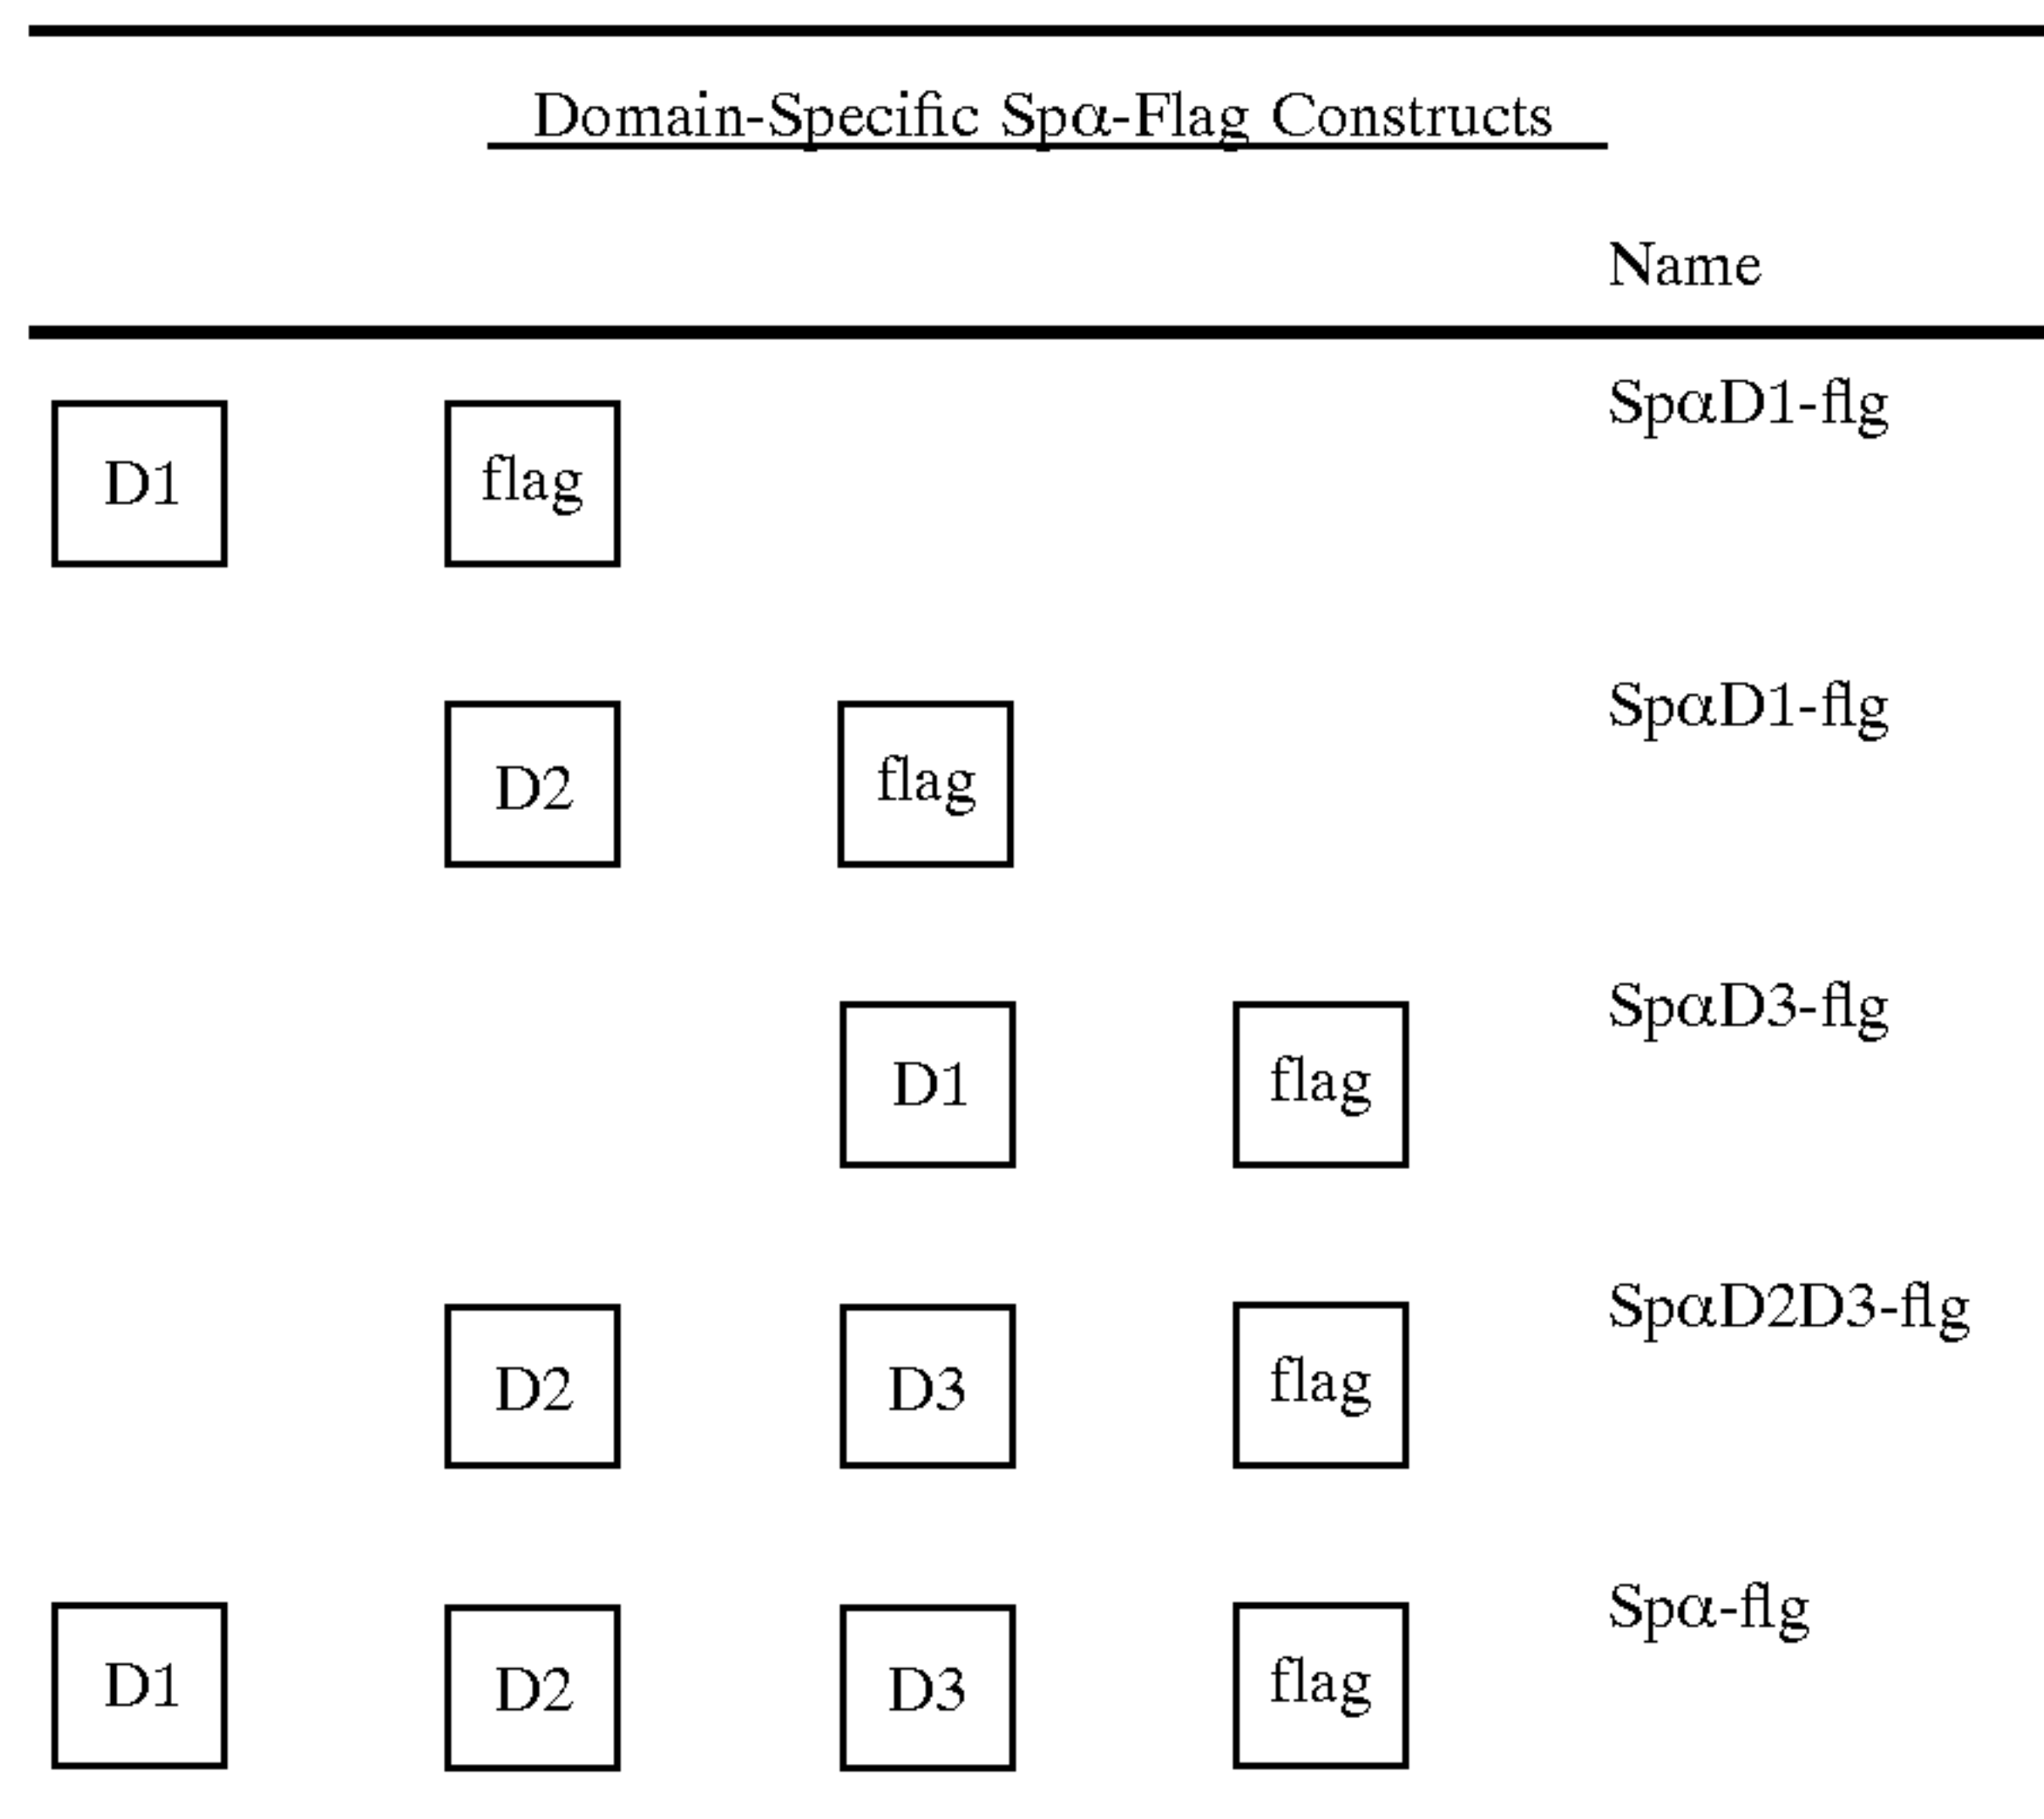 Domain-Specific Spα-Flag Constructs
Name
SpαD1-flg
D1 flag
SpαD1-flg
D2 flag
SpαD3-flg
D1 flag
SpαD2D3-flg
D2 D3 flag
Spα-flg
D1 D2 D3 flag